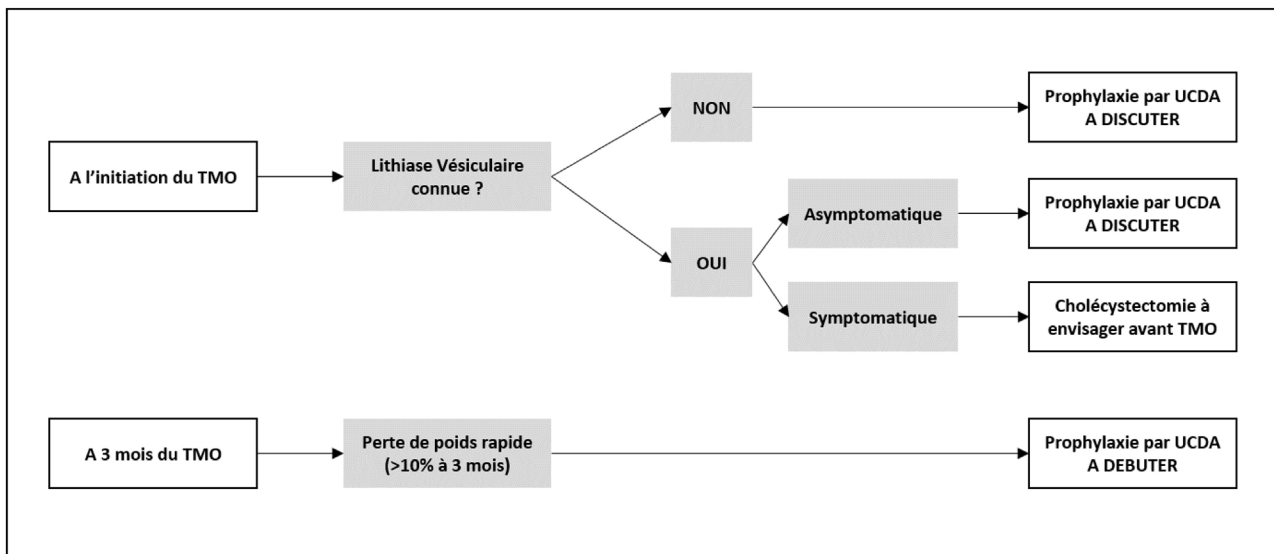 A l'initiation du TMO
Lithiase Vésiculaire
connue ?
NON
Prophylaxie par UCDA
A DISCUTER
OUI
Asymptomatique
Prophylaxie par UCDA
A DISCUTER
Symptomatique
Cholécystectomie à
envisager avant TMO
A 3 mois du TMO
Perte de poids rapide
(>10% à 3 mois)
Prophylaxie par UCDA
A DEBUTER